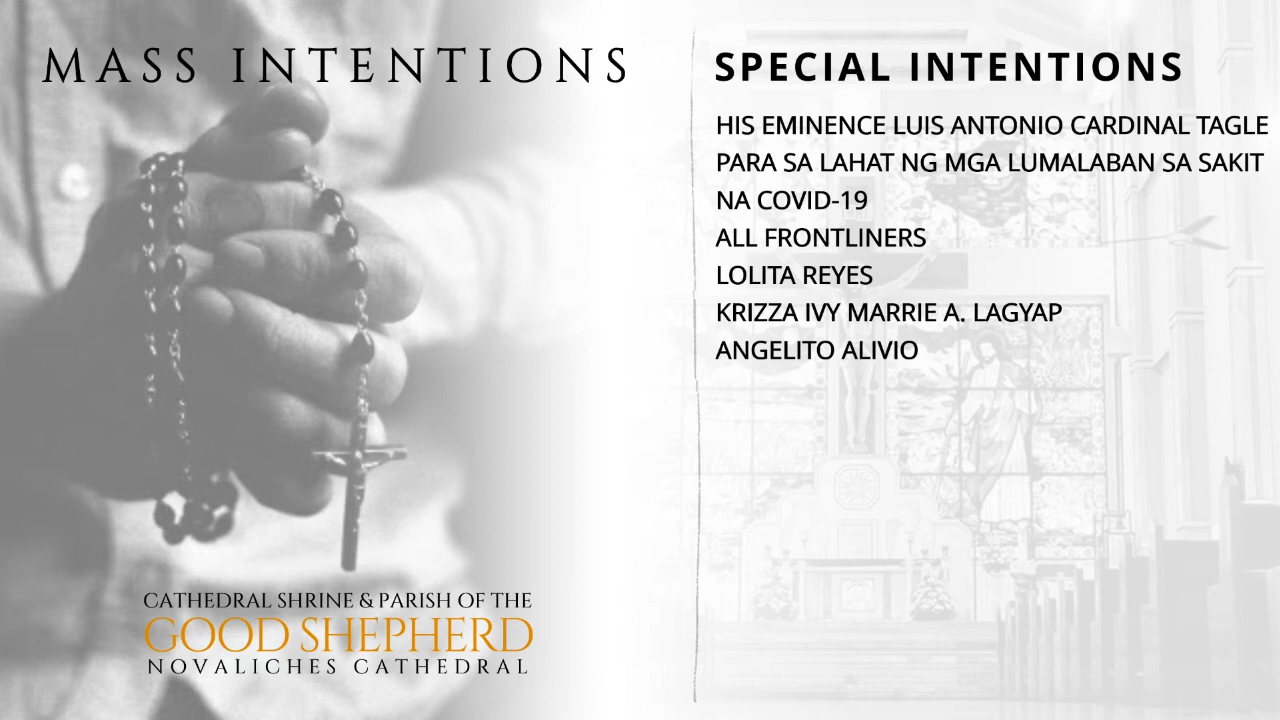 MASS INTENTIONS
CATHEDRAL SHRINE & PARISH OF THE
GOOD SHEPHERD
NOVALICHES CATHEDRAL
SPECIAL INTENTIONS
HIS EMINENCE LUIS ANTONIO CARDINAL TAGLE
PARA SA LAHAT NG MGA LUMALABAN SA SAKIT
NA COVID-19
ALL FRONTLINERS
LOLITA REYES
KRIZZA IVY MARRIE A. LAGYAP
ANGELITO ALIVIO